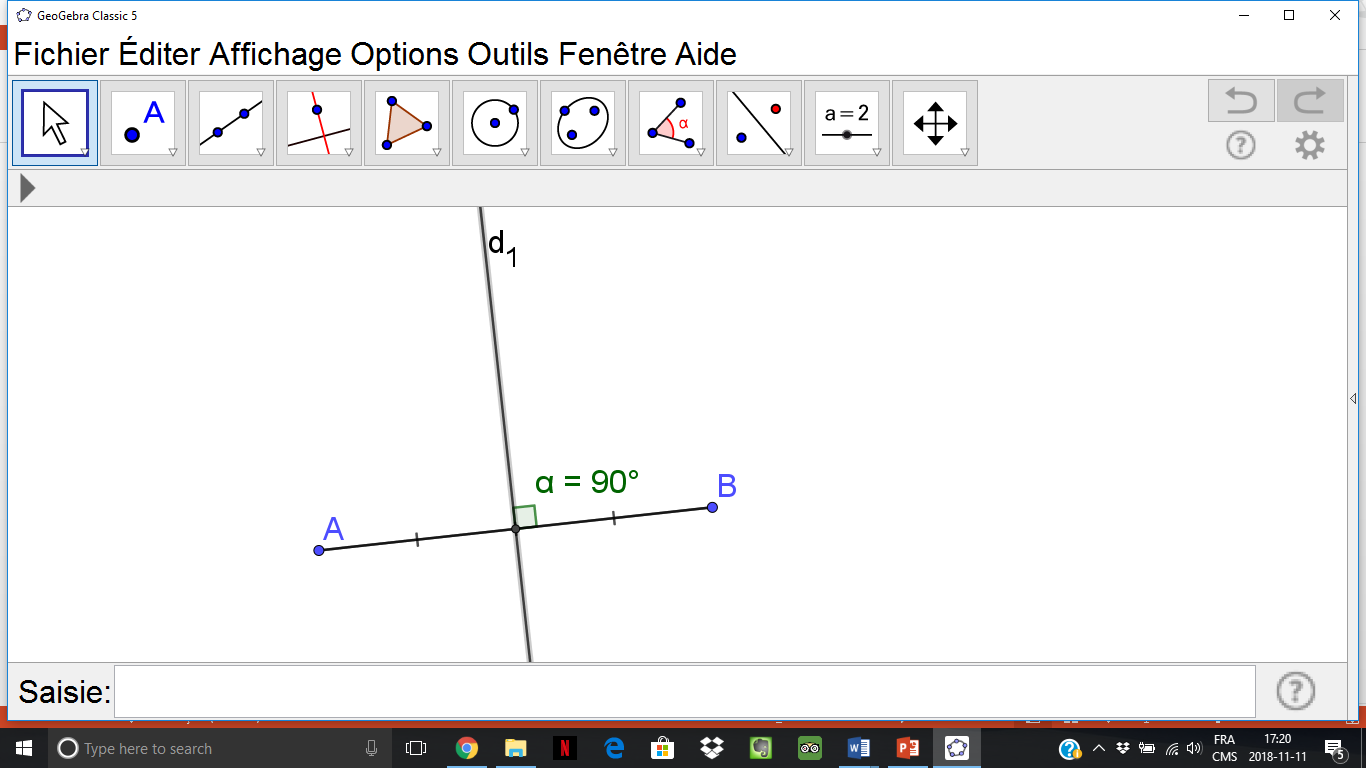 GeoGebra Classic 5
Fichier Éditer Affichage Options Outils Fenêtre Aide
A
α
a=2
d1
α = 90°
B
A
Saisie:
Type here to search
FRA
CMS
17:20
2018-11-11
5